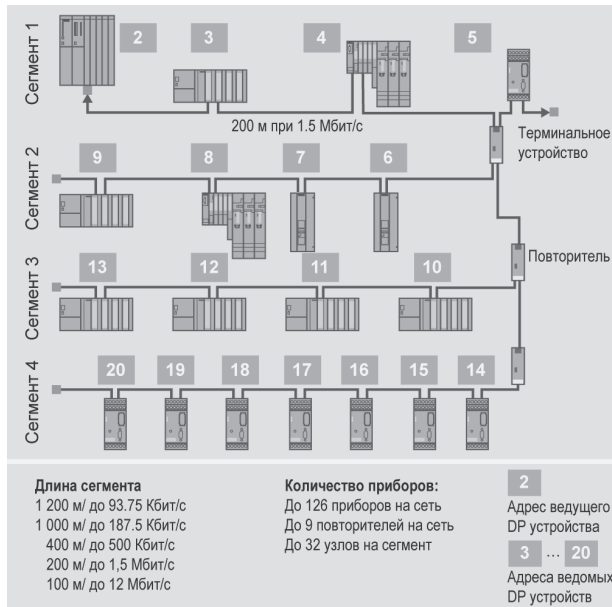 Сегмент 1
2
3
4
5
200 м при 1.5 Мбит/с
Терминальное
устройство
Сегмент 2
9
8
7
6
Повторитель
Сегмент 3
13
12
11
10
Сегмент 4
20
19
18
17
16
15
14
Длина сегмента
1 200 м/ до 93.75 Кбит/с
1 000 м/ до 187.5 Кбит/с
400 м/ до 500 Кбит/с
200 м/ до 1,5 Мбит/с
100 м/ до 12 Мбит/с
Количество приборов:
До 126 приборов на сеть
До 9 повторителей на сеть
До 32 узлов на сегмент
2
Адрес ведущего
DP устройства
3 ... 20
Адреса ведомых
DP устройств